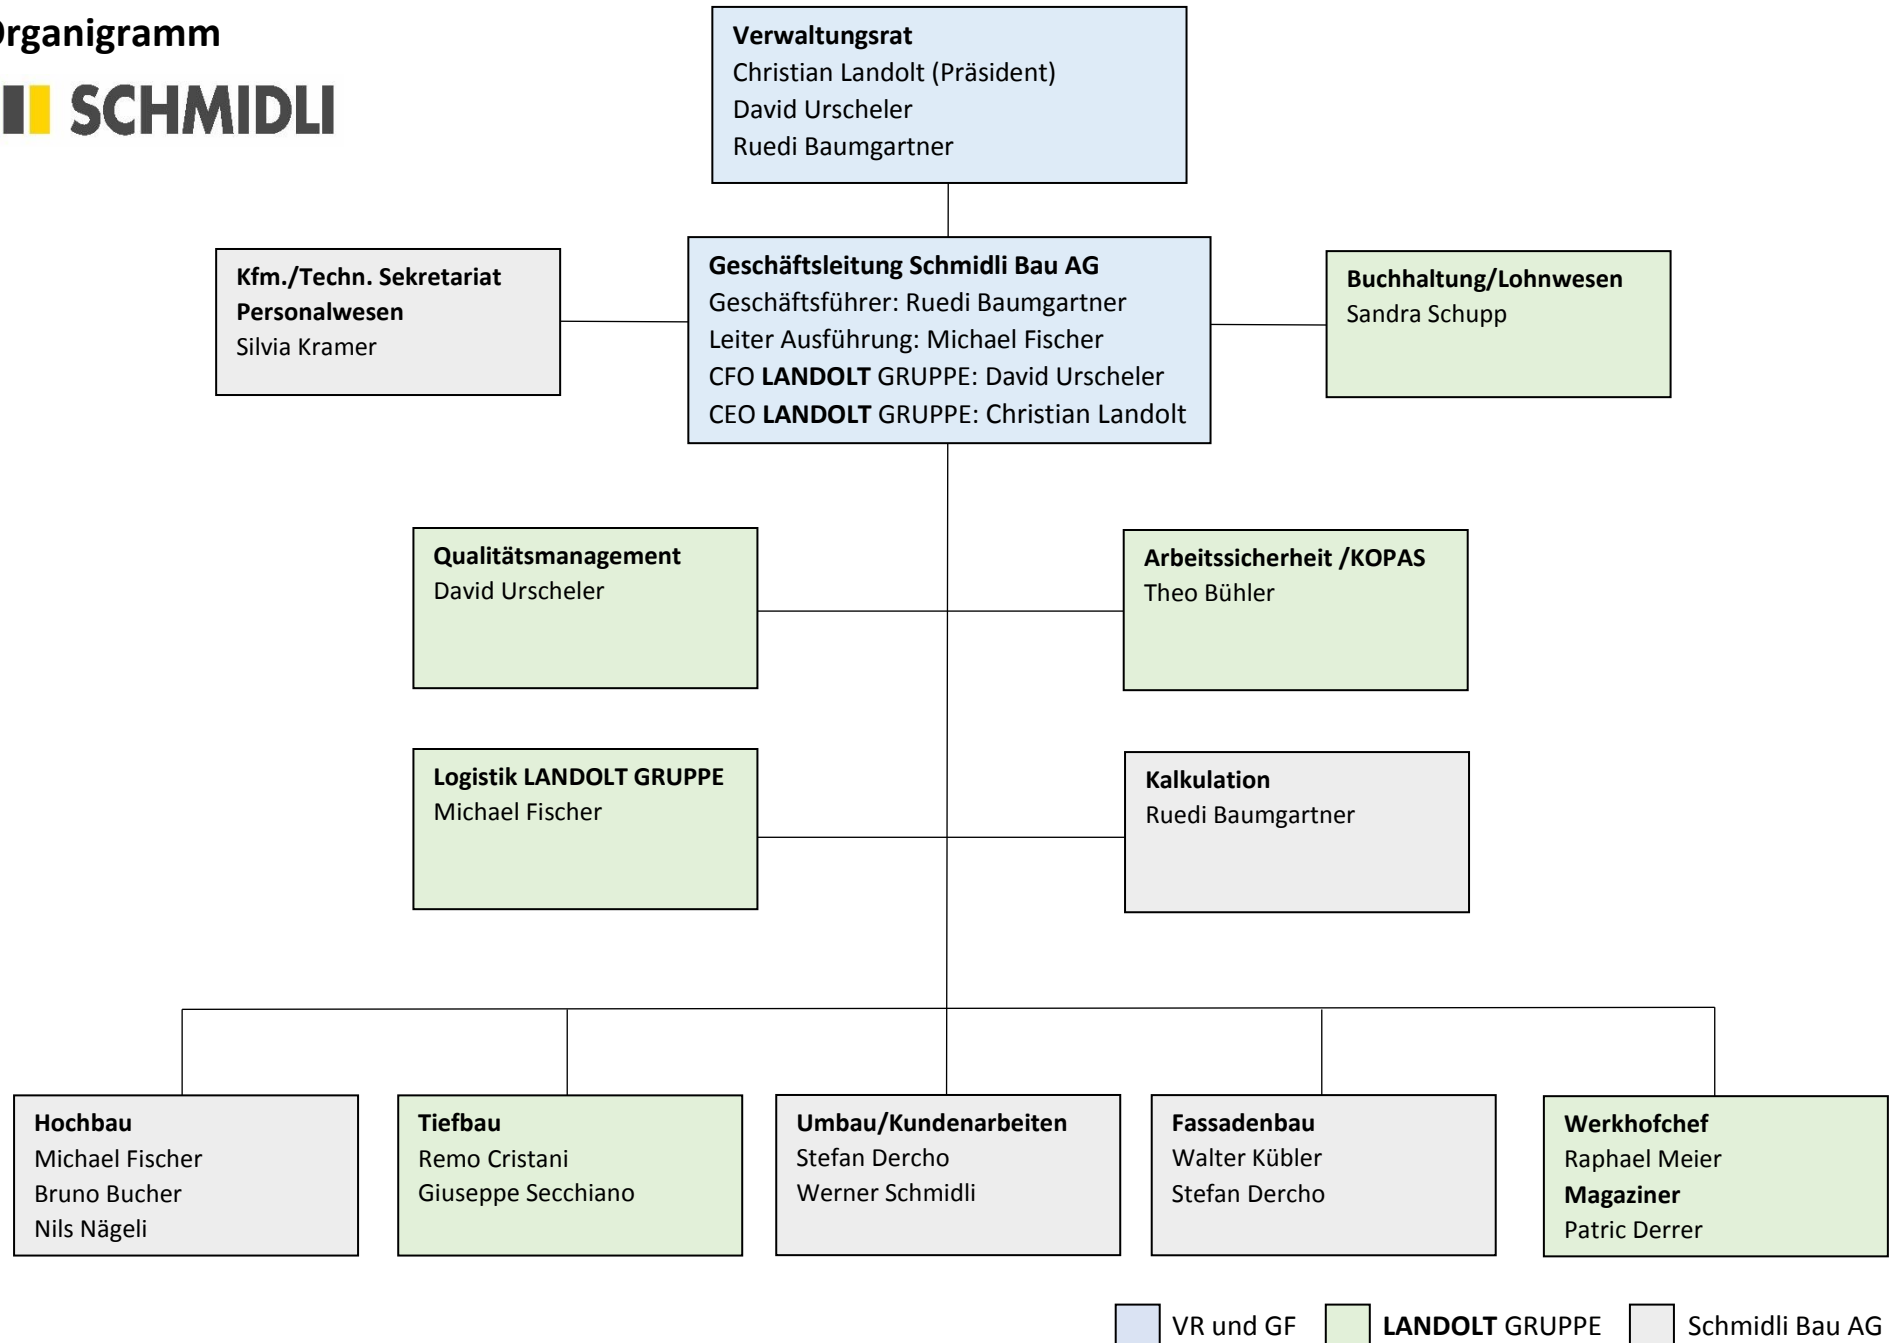 Organigramm
SCHMIDLI
Verwaltungsrat
Christian Landolt (Präsident)
David Urscheler
Ruedi Baumgartner
Kfm./Techn. Sekretariat
Personalwesen
Silvia Kramer
Geschäftsleitung Schmidli Bau AG
Geschäftsführer: Ruedi Baumgartner
Leiter Ausführung: Michael Fischer
CFO LANDOLT GRUPPE: David Urscheler
CEO LANDOLT GRUPPE: Christian Landolt
Buchhaltung/Lohnwesen
Sandra Schupp
Qualitätsmanagement
David Urscheler
Arbeitssicherheit /KOPAS
Theo Bühler
Logistik LANDOLT GRUPPE
Michael Fischer
Kalkulation
Ruedi Baumgartner
Hochbau
Michael Fischer
Bruno Bucher
Nils Nägeli
Tiefbau
Remo Cristani
Giuseppe Secchiano
Umbau/Kundenarbeiten
Stefan Dercho
Werner Schmidli
Fassadenbau
Walter Kübler
Stefan Dercho
Werkhofchef
Raphael Meier
Magaziner
Patric Derrer
VR und GF
LANDOLT GRUPPE
Schmidli Bau AG